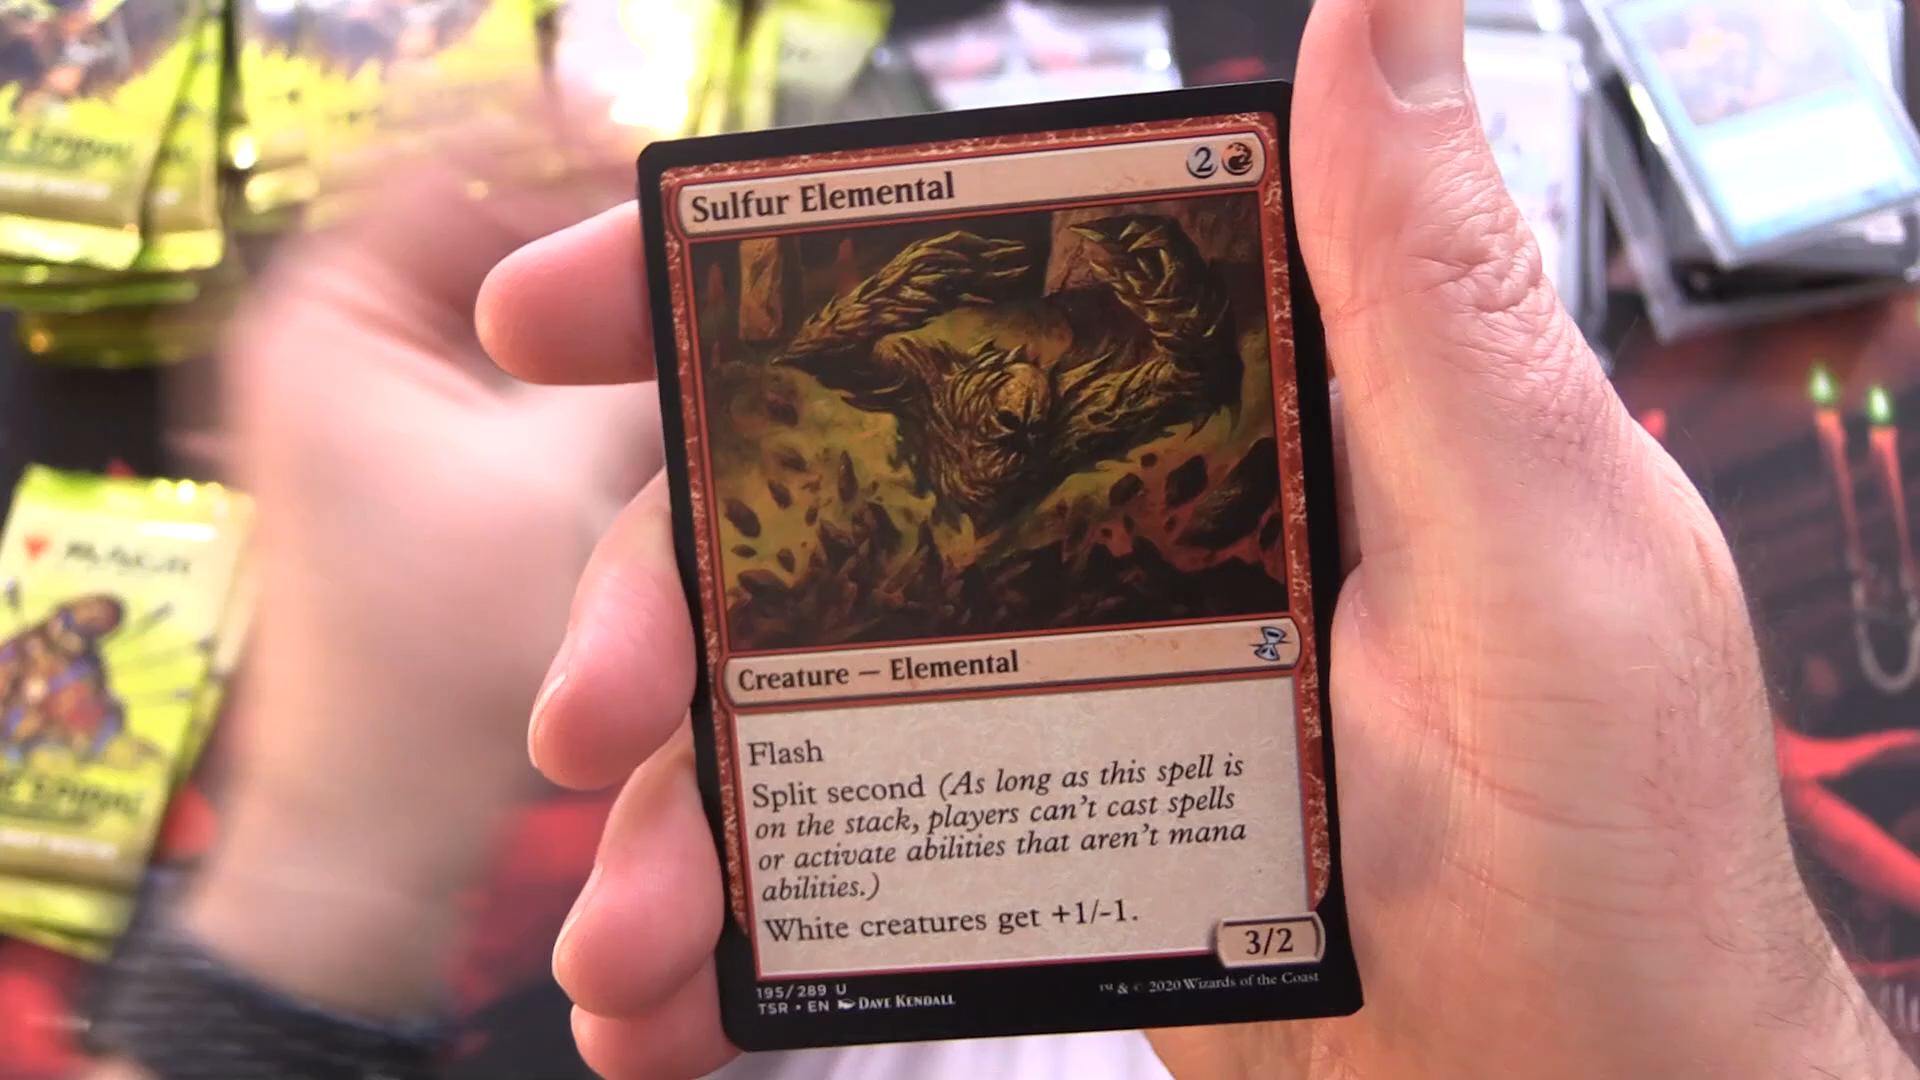 Sulfur Elemental
2
Creature — Elemental
Flash
Split second (As long as this spell is
on the stack, players can't cast spells
or activate abilities that aren't mana
abilities.)
White creatures get +1/-1.
3/2
195/289 U
TSR • EN Dave Kendall
™ & © 2020 Wizards of the Coast